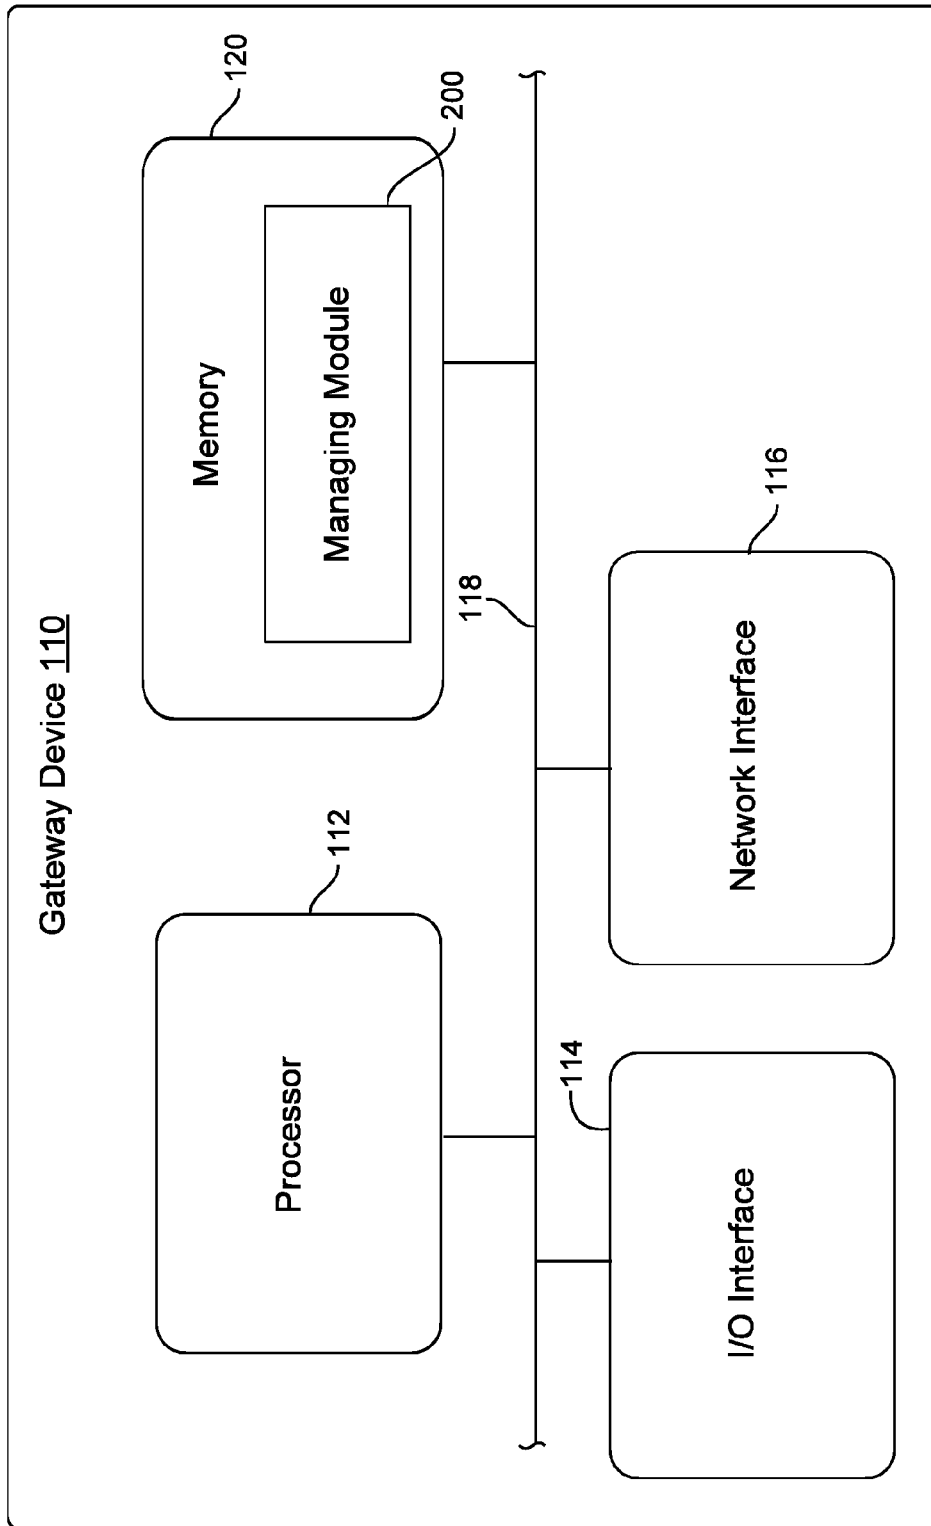 Gateway Device 110
Processor
112
Memory
120
Managing Module
200
118
I/O Interface
114
Network Interface
116